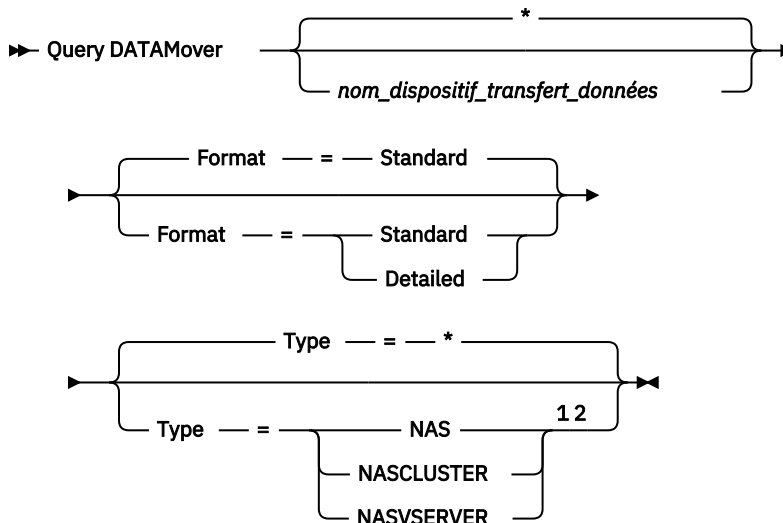 *
Query DATAMover
nom_dispositif_transfert_données
Format = Standard
Format = Standard
Detailed
Type = *
1 2
Type = NAS
NASCLUSTER
NASVSERVER